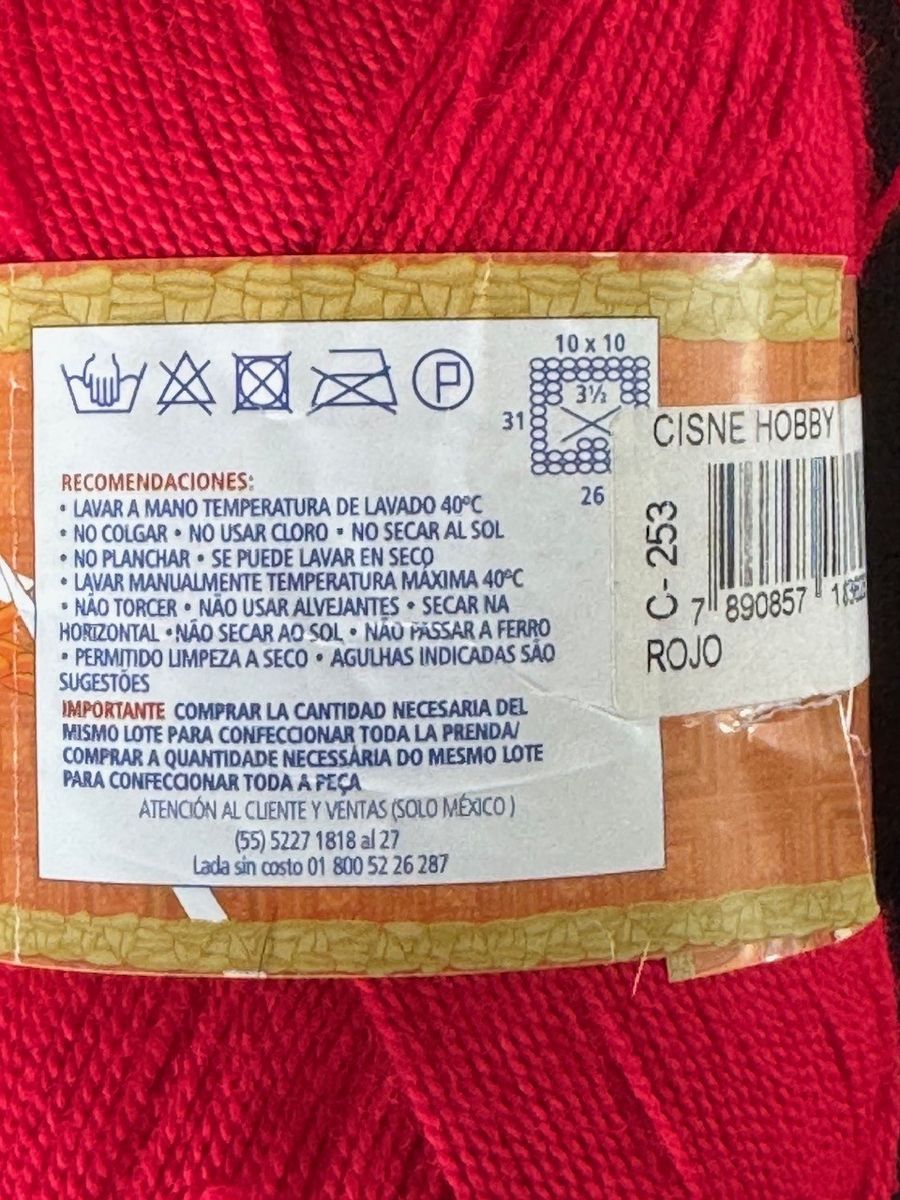 10 x 10
3½
31
26
P
RECOMENDACIONES:
• LAVAR A MANO TEMPERATURA DE LAVADO 40ºC
• NO COLGAR • NO USAR CLORO • NO SECAR AL SOL
• NO PLANCHAR • SE PUEDE LAVAR EN SECO
• LAVAR MANUALMENTE TEMPERATURA MÁXIMA 40ºC
• NÃO TORCER • NÃO USAR ALVEJANTES • SECAR NA
HORIZONTAL • NÃO SECAR AO SOL • NÃO PASSAR A FERRO
• PERMITIDO LIMPEZA A SECO • AGULHAS INDICADAS SÃO
SUGESTÕES
IMPORTANTE COMPRAR LA CANTIDAD NECESARIA DEL
MISMO LOTE PARA CONFECCIONAR TODA LA PRENDA/
COMPRAR A QUANTIDADE NECESSÁRIA DO MESMO LOTE
PARA CONFECCIONAR TODA A PEÇA
ATENCIÓN AL CLIENTE Y VENTAS (SOLO MÉXICO )
(55) 5227 1818 al 27
Lada sin costo 01 800 52 26 287
CISNE HOBBY
C-253
7 890857
ROJO